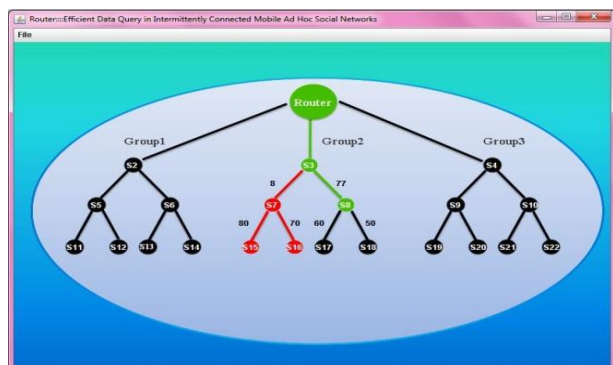 Router::::Efficient Data Query in Intermittently Connected Mobile Ad Hoc Social Networks
File
Router
Group1 Group2 Group3
S2 S3 S4
8 77
S5 S6 S7 S8 S9 S10
80 70 60 50
S11 S12 S13 S14 S15 S16 S17 S18 S19 S20 S21 S22